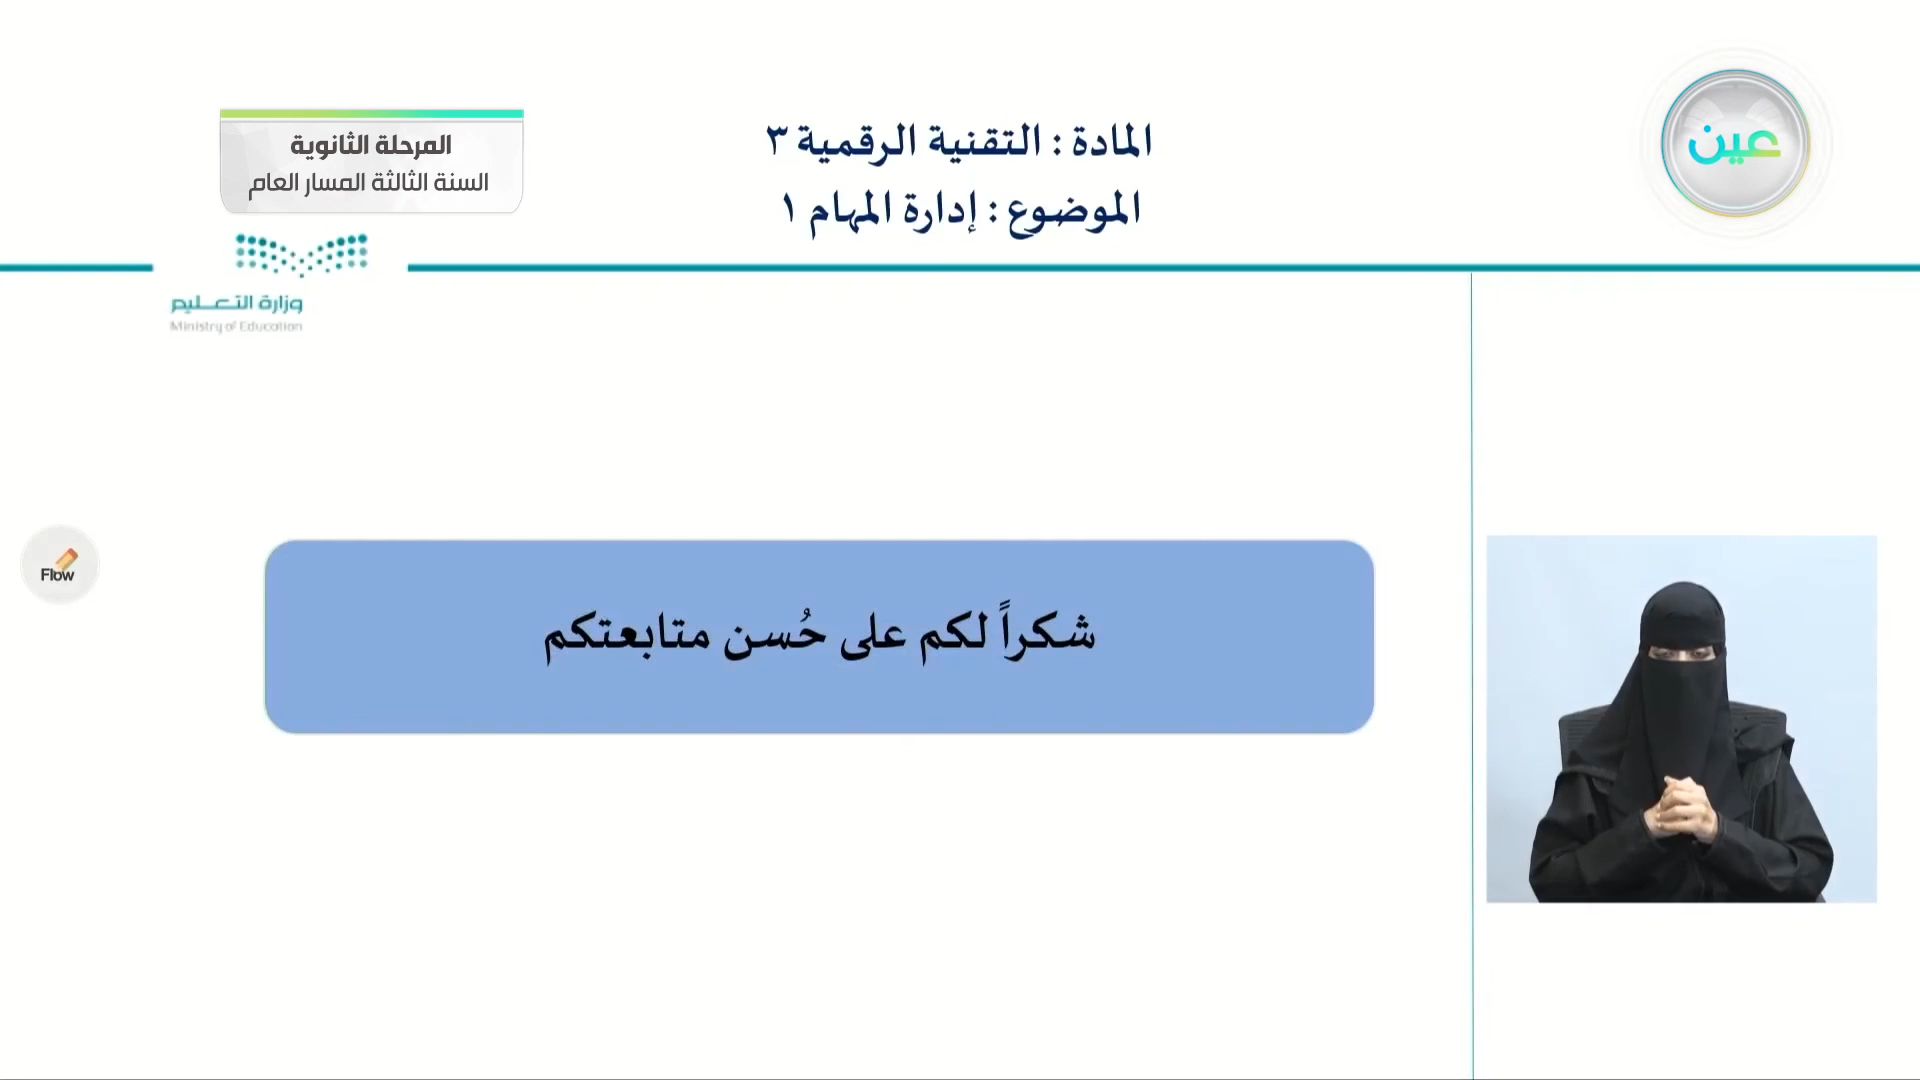 عين
المادة : التقنية الرقمية ٣
الموضوع : إدارة المهام ١
المرحلة الثانوية
السنة الثالثة المسار العام
وزارة التعليم
Ministry of Education
شكراً لكم على حُسن متابعتكم
Flow